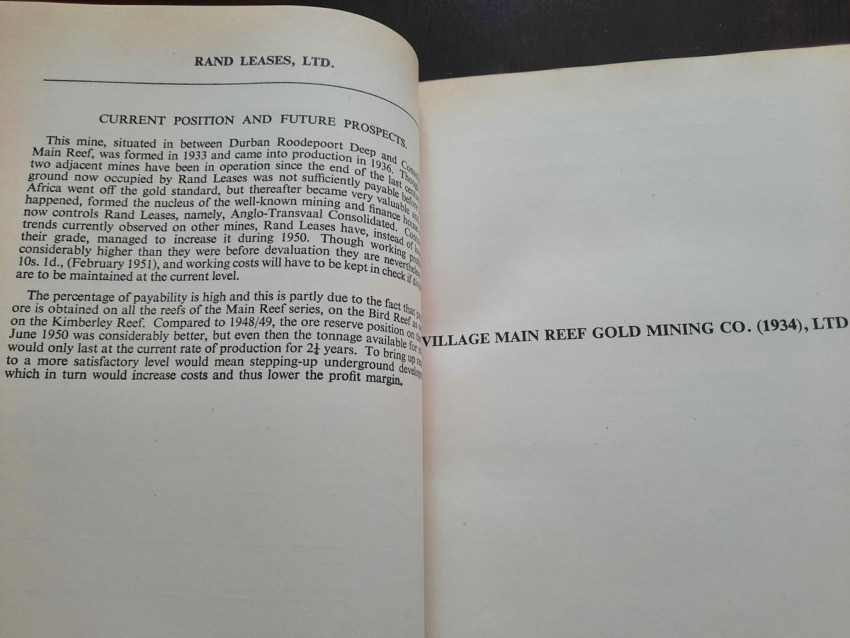 RAND LEASES, LTD.
CURRENT POSITION AND FUTURE PROSPECTS.
This mine, situated in between Durban Roodepoort Deep and
Main Reef, was formed in 1933 and came into production in 1936.
two adjacent mines have been in operation since the end of the last
ground now occupied by Rand Leases was not sufficiently payable before
Africa went off the gold standard, but thereafter became very valuable
happened, formed the nucleus of the well-known mining and finance house
now controls Rand Leases, namely, Anglo-Transvaal Consolidated.
trends currently observed on other mines, Rand Leases have, instead of
their grade, managed to increase it during 1950. Though working
considerably higher than they were before devaluation they are nevertheless
10s. 1d., (February 1951), and working costs will have to be kept in check if
are to be maintained at the current level.
The percentage of payability is high and this is partly due to the fact that
ore is obtained on all the reefs of the Main Reef series, on the Bird Reef as
on the Kimberley Reef. Compared to 1948/49, the ore reserve position on the
June 1950 was considerably better, but even then the tonnage available for
would only last at the current rate of production for 2¼ years. To bring up
to a more satisfactory level would mean stepping-up underground
which in turn would increase costs and thus lower the profit margin.
VILLAGE MAIN REEF GOLD MINING CO. (1934), LTD